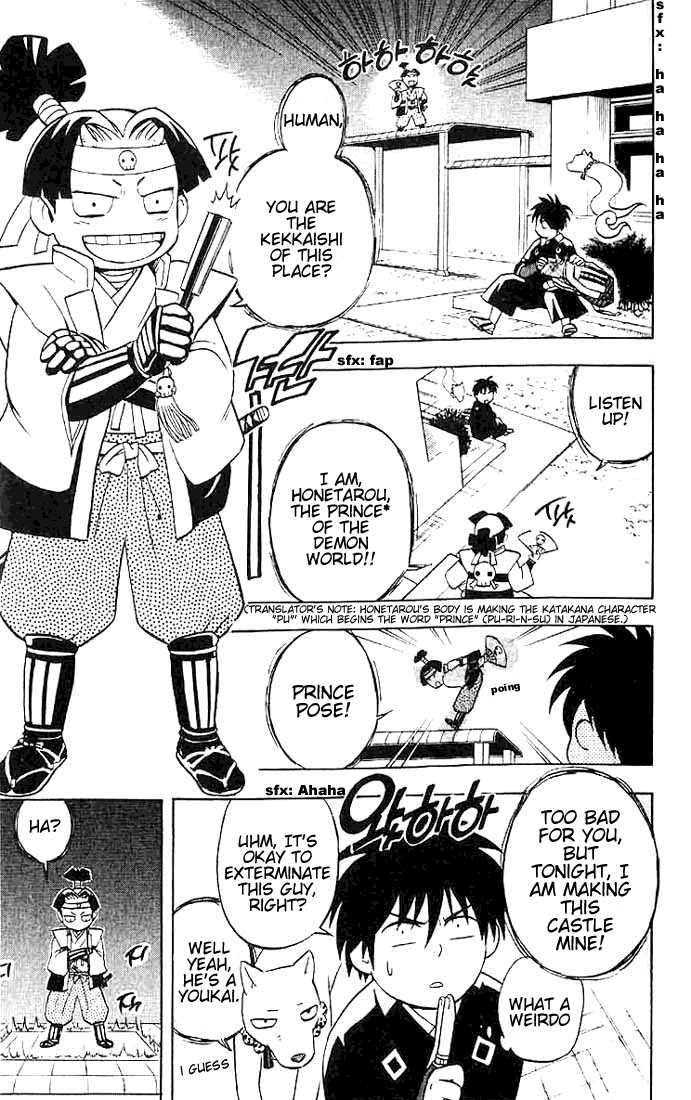 sfx: ha ha ha ha
하하 하핫
HUMAN,
YOU ARE
THE
KEKKAISHI
OF THIS
PLACE?
sfx: fap
LISTEN
UP!
I AM,
HONETAROU,
THE PRINCE*
OF THE
DEMON
WORLD!!
(TRANSLATOR'S NOTE: HONETAROU'S BODY IS MAKING THE KATAKANA CHARACTER
"PU"' WHICH BEGINS THE WORD "PRINCE" (PU-RI-N-SU) IN JAPANESE.)
PRINCE
POSE!
poing
sfx: Ahaha
와하하하
TOO BAD
FOR YOU,
BUT
TONIGHT, I
AM MAKING
THIS
CASTLE
MINE!
WHAT A
WEIRDO
UHM, IT'S
OKAY TO
EXTERMINATE
THIS GUY,
RIGHT?
WELL
YEAH,
HE'S A
YOUKAI.
I GUESS
HA?